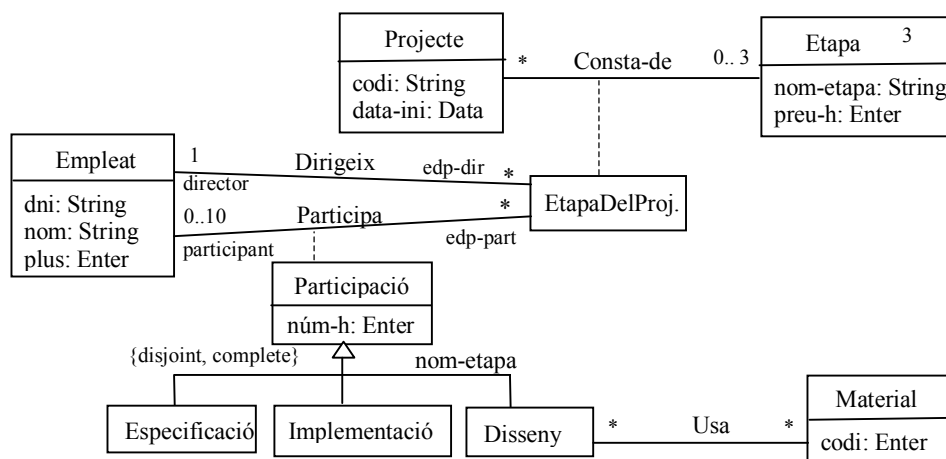 Projecte
codi: String
data-ini: Data
*
Consta-de
0.. 3
Etapa
3
nom-etapa: String
preu-h: Enter
Empleat
dni: String
nom: String
plus: Enter
1
director
Dirigeix
edp-dir
*
0..10
participant
Participa
*
edp-part
EtapaDelProj.
Participació
núm-h: Enter
{disjoint, complete}
nom-etapa
Especificació
Implementació
Disseny
*
Usa
*
Material
codi: Enter